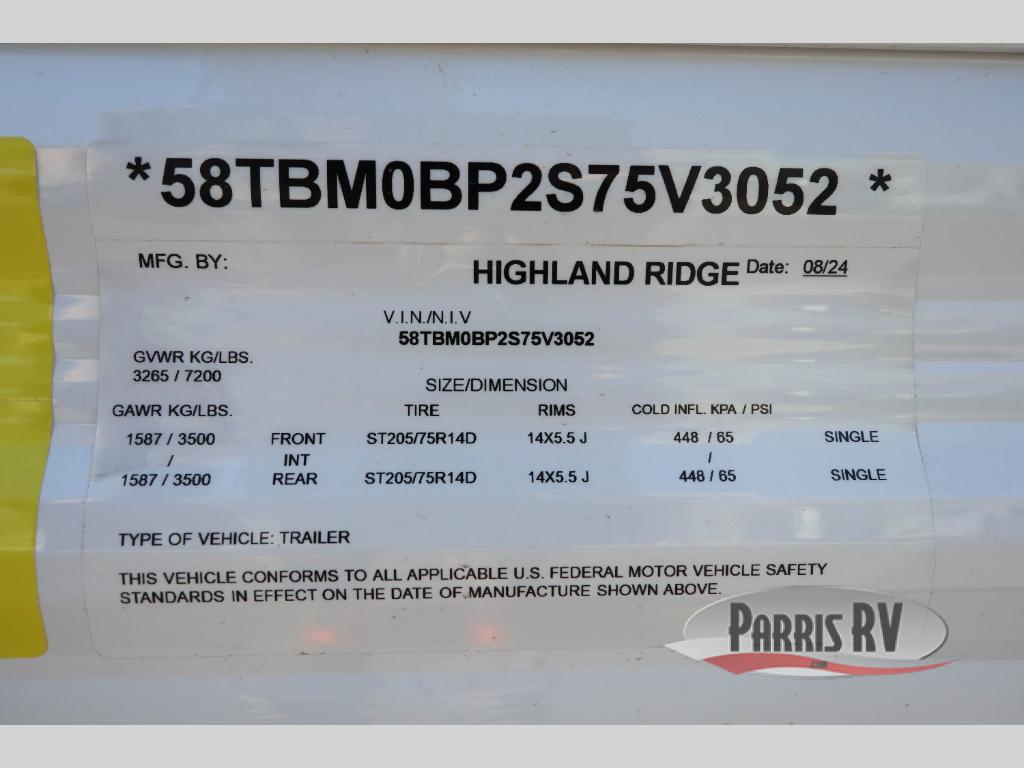 *58TBM0BP2S75V3052 *
MFG. BY:
HIGHLAND RIDGE Date: 08/24
V.I.N./N.I.V
58TBM0BP2S75V3052
GVWR KG/LBS.
3265 / 7200
SIZE/DIMENSION
GAWR KG/LBS. TIRE RIMS COLD INFL. KPA / PSI
1587 / 3500 FRONT ST205/75R14D 14X5.5 J 448 / 65 SINGLE
/ INT /
1587 / 3500 REAR ST205/75R14D 14X5.5 J 448 / 65 SINGLE
TYPE OF VEHICLE: TRAILER
THIS VEHICLE CONFORMS TO ALL APPLICABLE U.S. FEDERAL MOTOR VEHICLE SAFETY
STANDARDS IN EFFECT ON THE DATE OF MANUFACTURE SHOWN ABOVE.
PARRIS RV
.com